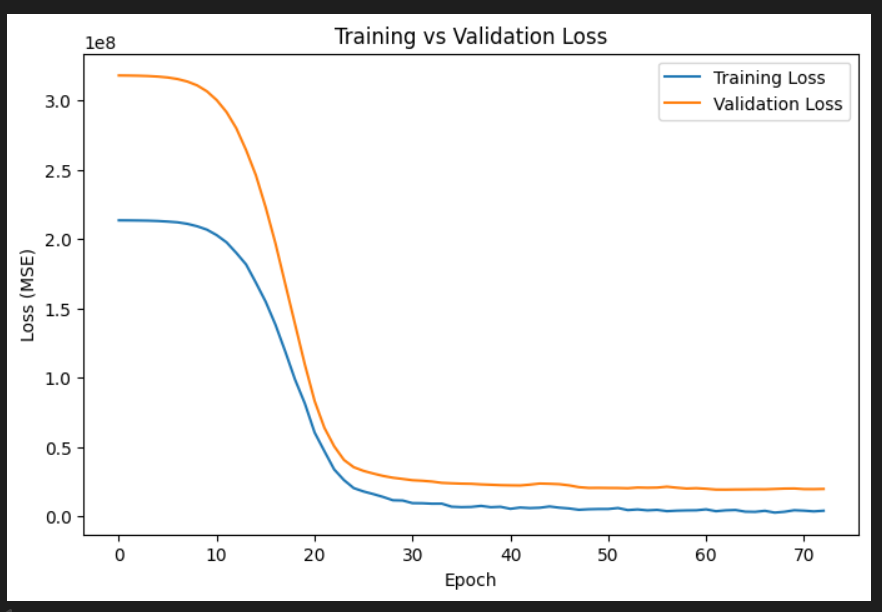 Training vs Validation Loss
1e8
Training Loss
Validation Loss
3.0
2.5
2.0
1.5
1.0
0.5
0.0
Loss (MSE)
0 10 20 30 40 50 60 70
Epoch